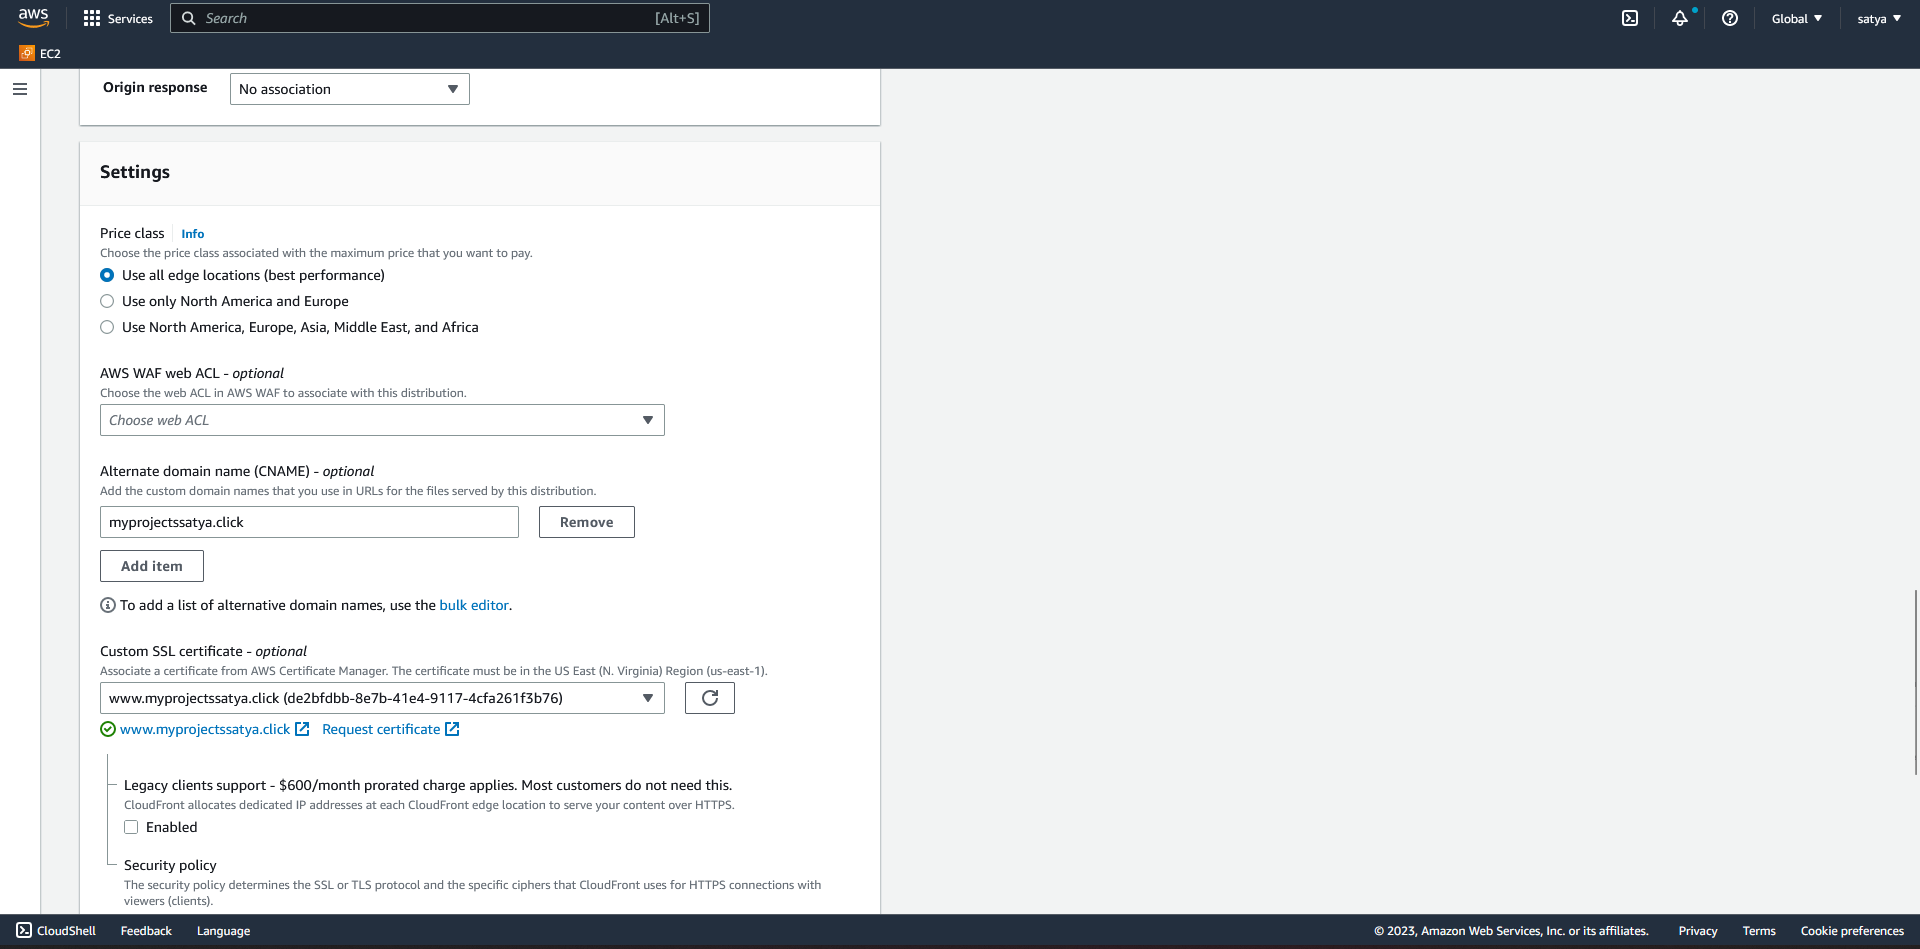 aws
Services
Search
[Alt+S]
Global
satya
EC2
Origin response
No association
Settings
Price class
Info
Choose the price class associated with the maximum price that you want to pay.
Use all edge locations (best performance)
Use only North America and Europe
Use North America, Europe, Asia, Middle East, and Africa
AWS WAF web ACL - optional
Choose the web ACL in AWS WAF to associate with this distribution.
Choose web ACL
Alternate domain name (CNAME) - optional
Add the custom domain names that you use in URLs for the files served by this distribution.
myprojectssatya.click
Remove
Add item
To add a list of alternative domain names, use the bulk editor.
Custom SSL certificate - optional
Associate a certificate from AWS Certificate Manager. The certificate must be in the US East (N. Virginia) Region (us-east-1).
www.myprojectssatya.click (de2bfdbb-8e7b-41e4-9117-4cfa261f3b76)
www.myprojectssatya.click
Request certificate
Legacy clients support - $600/month prorated charge applies. Most customers do not need this.
CloudFront allocates dedicated IP addresses at each CloudFront edge location to serve your content over HTTPS.
Enabled
Security policy
The security policy determines the SSL or TLS protocol and the specific ciphers that CloudFront uses for HTTPS connections with
viewers (clients).
CloudShell
Feedback
Language
© 2023, Amazon Web Services, Inc. or its affiliates.
Privacy
Terms
Cookie preferences